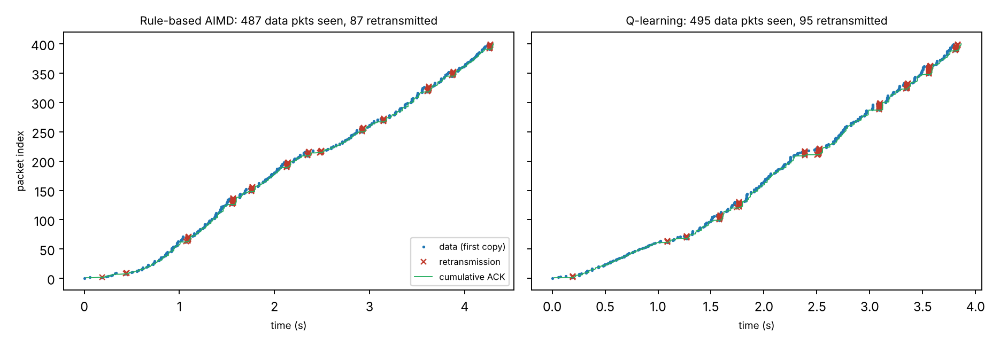 Rule-based AIMD: 487 data pkts seen, 87 retransmitted
packet index
400
350
300
250
200
150
100
50
0
data (first copy)
retransmission
cumulative ACK
0 1 2 3 4
time (s)
Q-learning: 495 data pkts seen, 95 retransmitted
0.0 0.5 1.0 1.5 2.0 2.5 3.0 3.5 4.0
time (s)